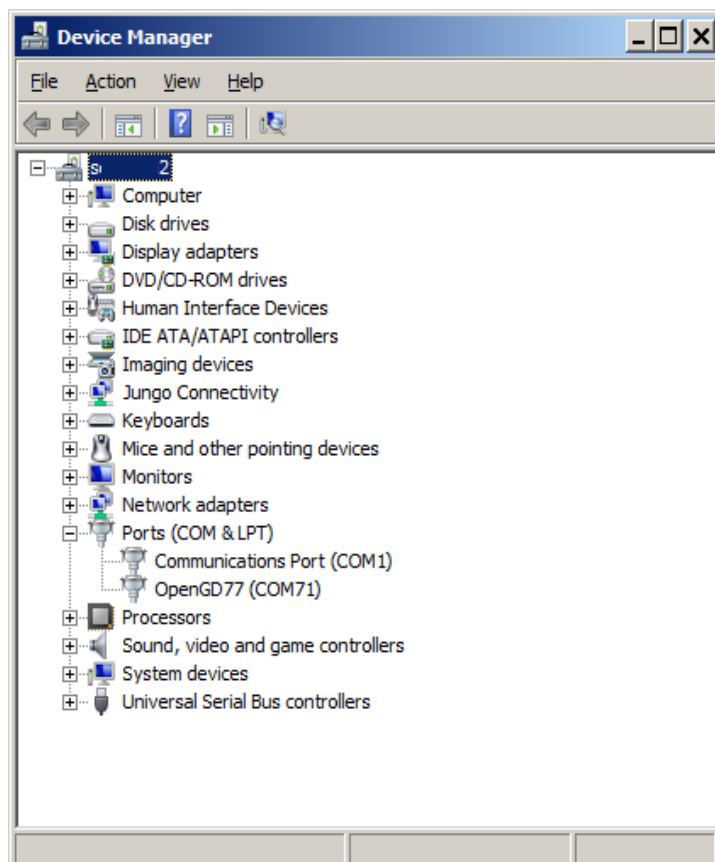 Device Manager
File Action View Help
2
Computer
Disk drives
Display adapters
DVD/CD-ROM drives
Human Interface Devices
IDE ATA/ATAPI controllers
Imaging devices
Jungo Connectivity
Keyboards
Mice and other pointing devices
Monitors
Network adapters
Ports (COM & LPT)
Communications Port (COM1)
OpenGD77 (COM71)
Processors
Sound, video and game controllers
System devices
Universal Serial Bus controllers